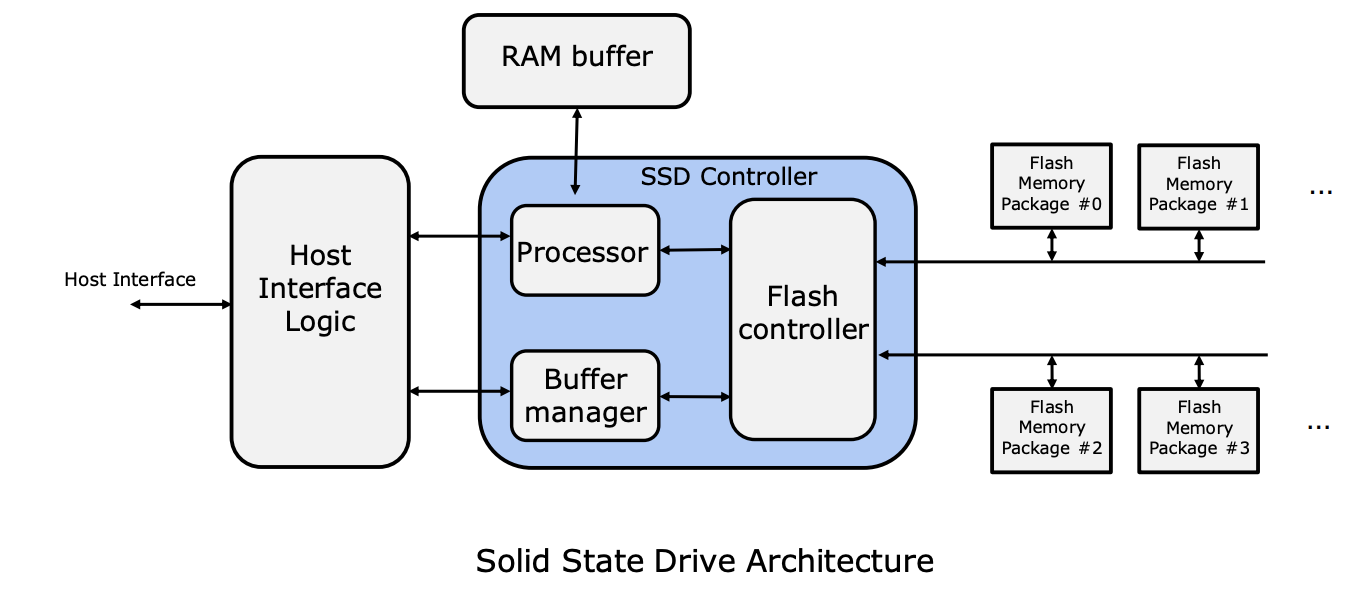 RAM buffer
SSD Controller
Host Interface
Host
Interface
Logic
Processor
Buffer
manager
Flash
controller
Flash
Memory
Package #0
Flash
Memory
Package #1
...
Flash
Memory
Package #2
Flash
Memory
Package #3
...
Solid State Drive Architecture